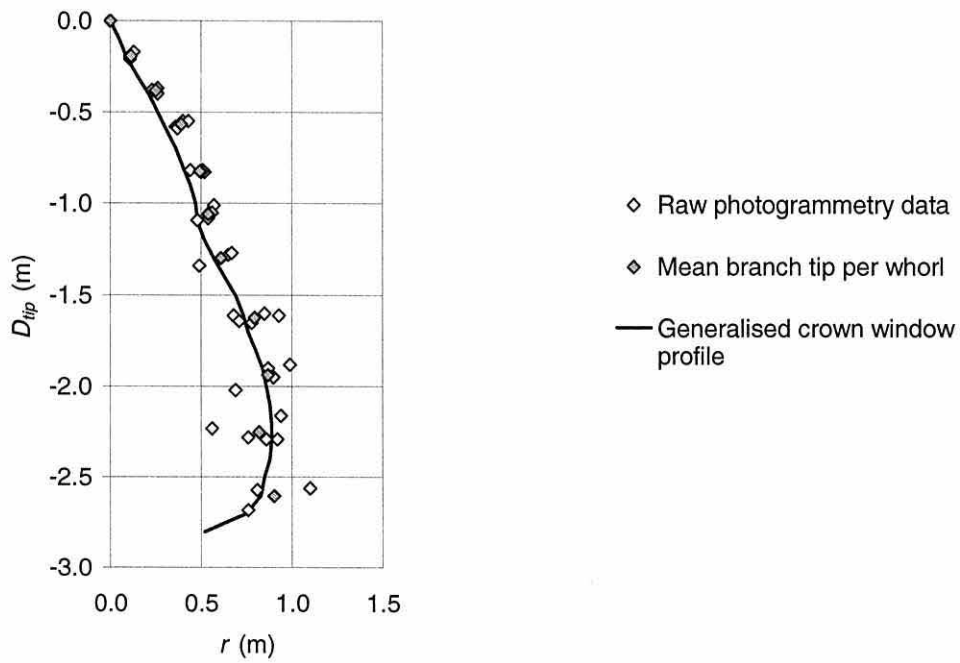 0.0
-0.5
-1.0
-1.5
-2.0
-2.5
-3.0
D_tip (m)
0.0 0.5 1.0 1.5
r (m)
Raw photogrammetry data
Mean branch tip per whorl
Generalised crown window
profile